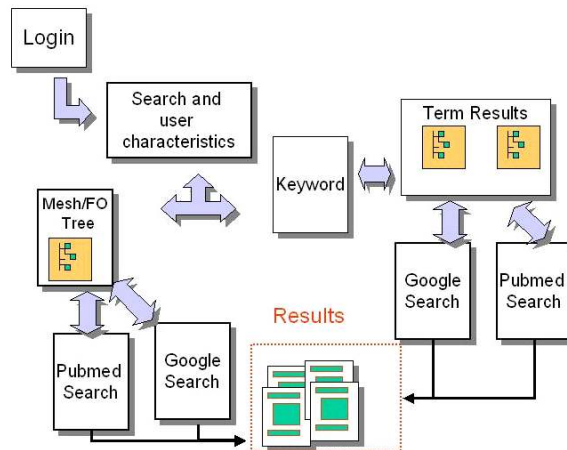 Login
Search and
user
characteristics
Term Results
Keyword
Mesh/FO
Tree
Google
Search
Pubmed
Search
Results
Pubmed
Search
Google
Search